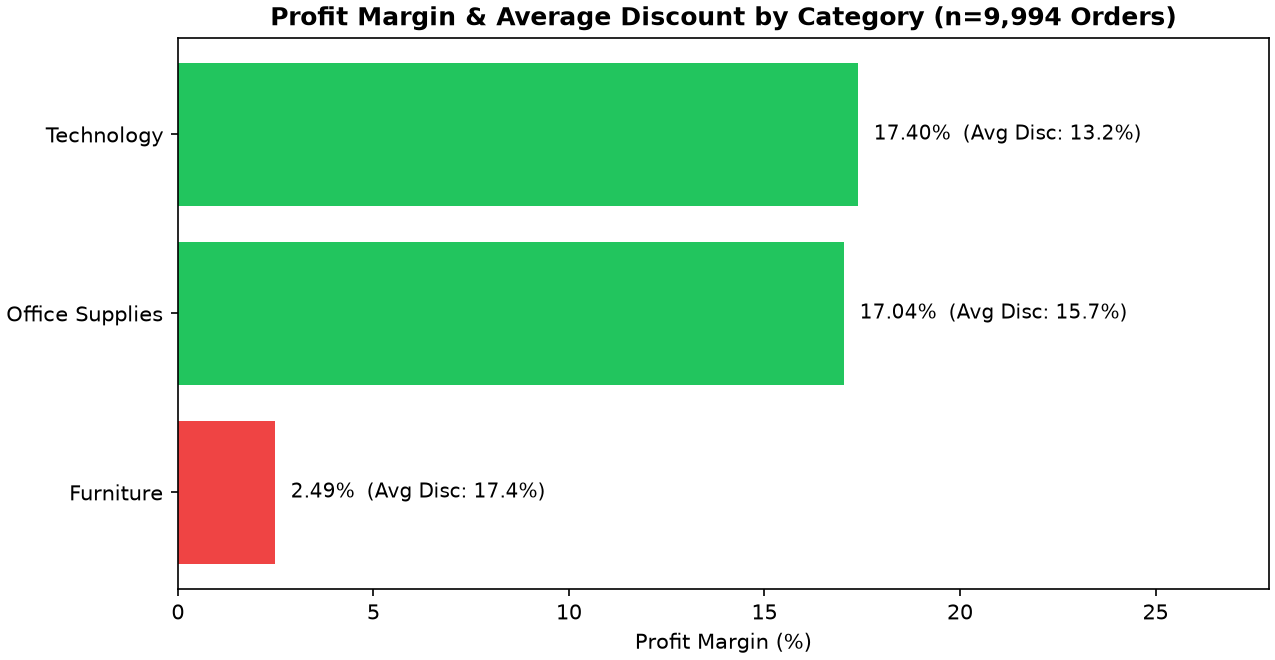 Profit Margin & Average Discount by Category (n=9,994 Orders)
Technology
17.40%  (Avg Disc: 13.2%)
Office Supplies
17.04%  (Avg Disc: 15.7%)
Furniture
2.49%  (Avg Disc: 17.4%)
0 5 10 15 20 25
Profit Margin (%)